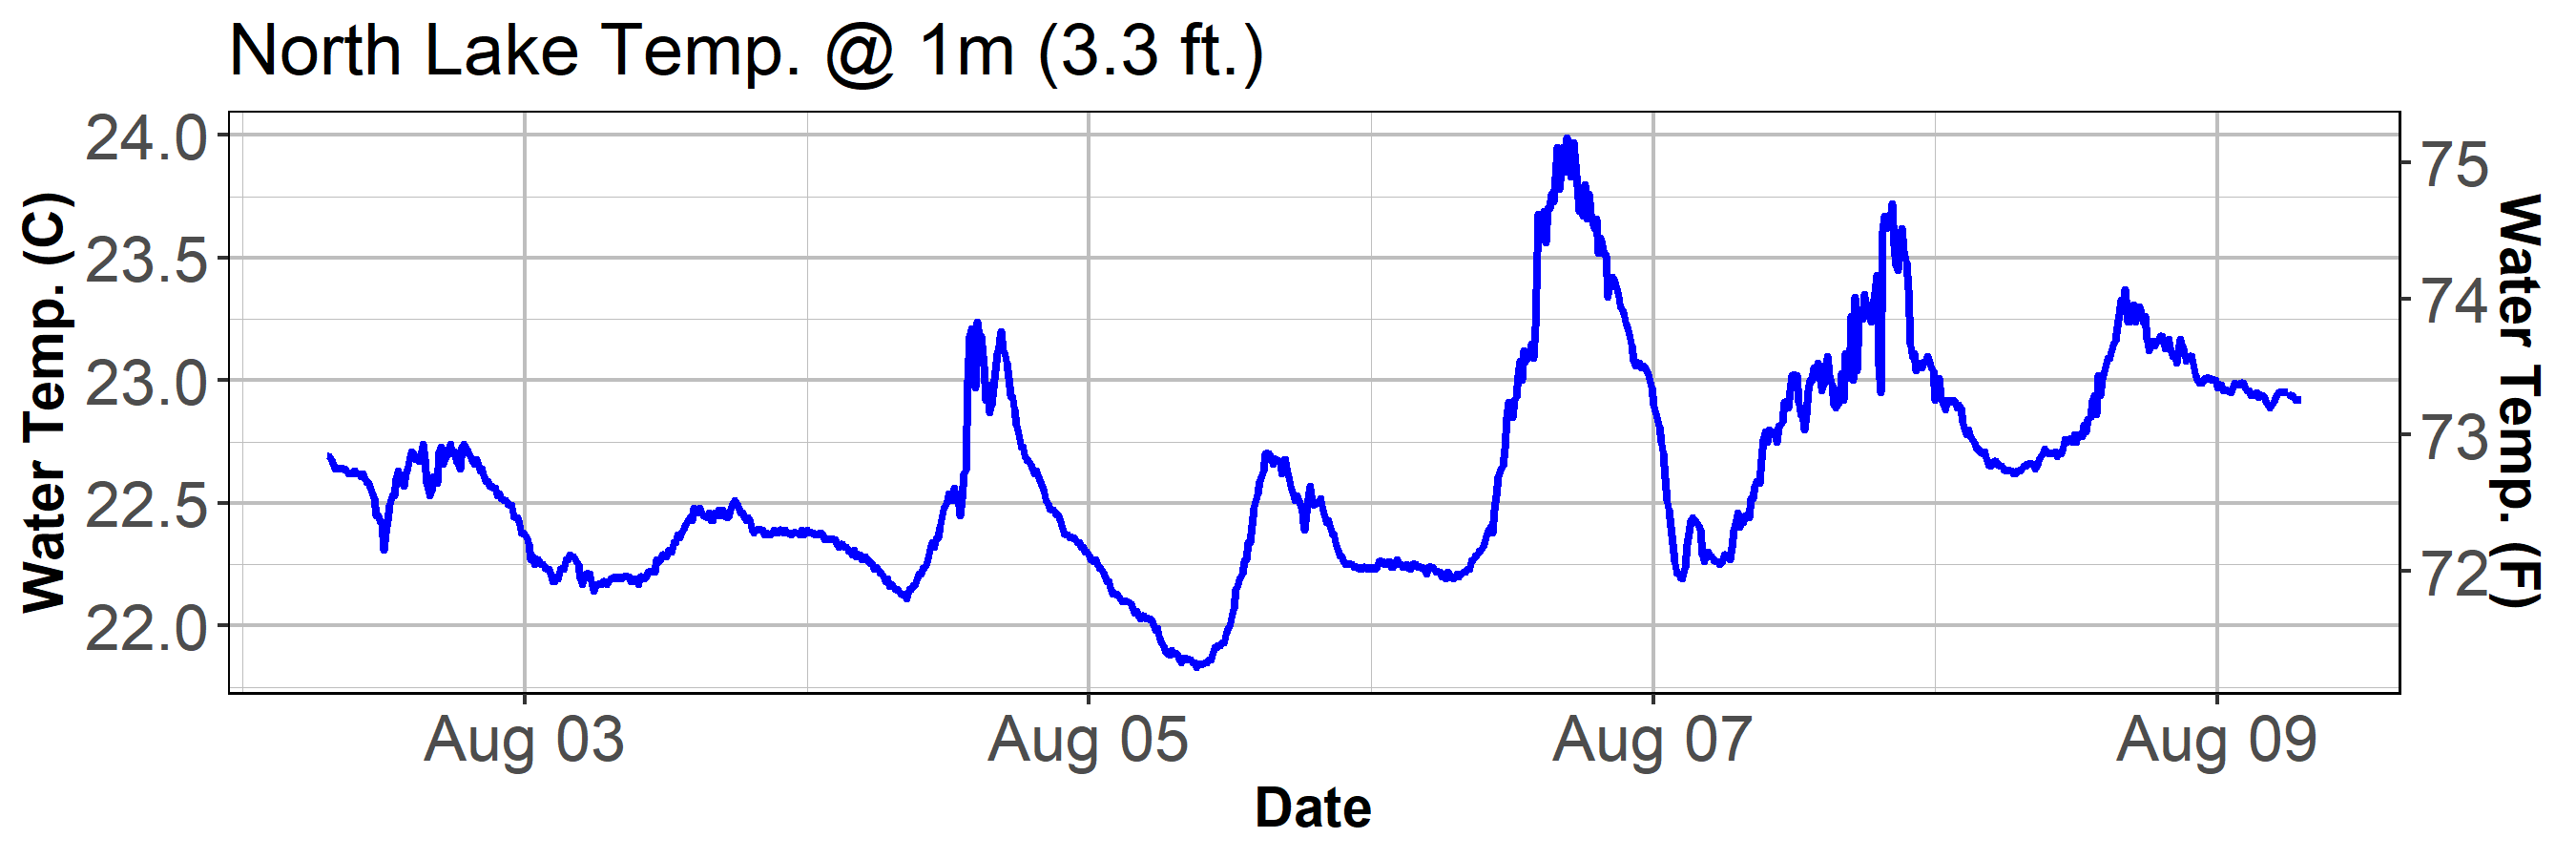 North Lake Temp. @ 1m (3.3 ft.)
Water Temp. (C)
24.0
23.5
23.0
22.5
22.0
75
74
73
72
Water Temp. (F)
Aug 03 Aug 05 Aug 07 Aug 09
Date